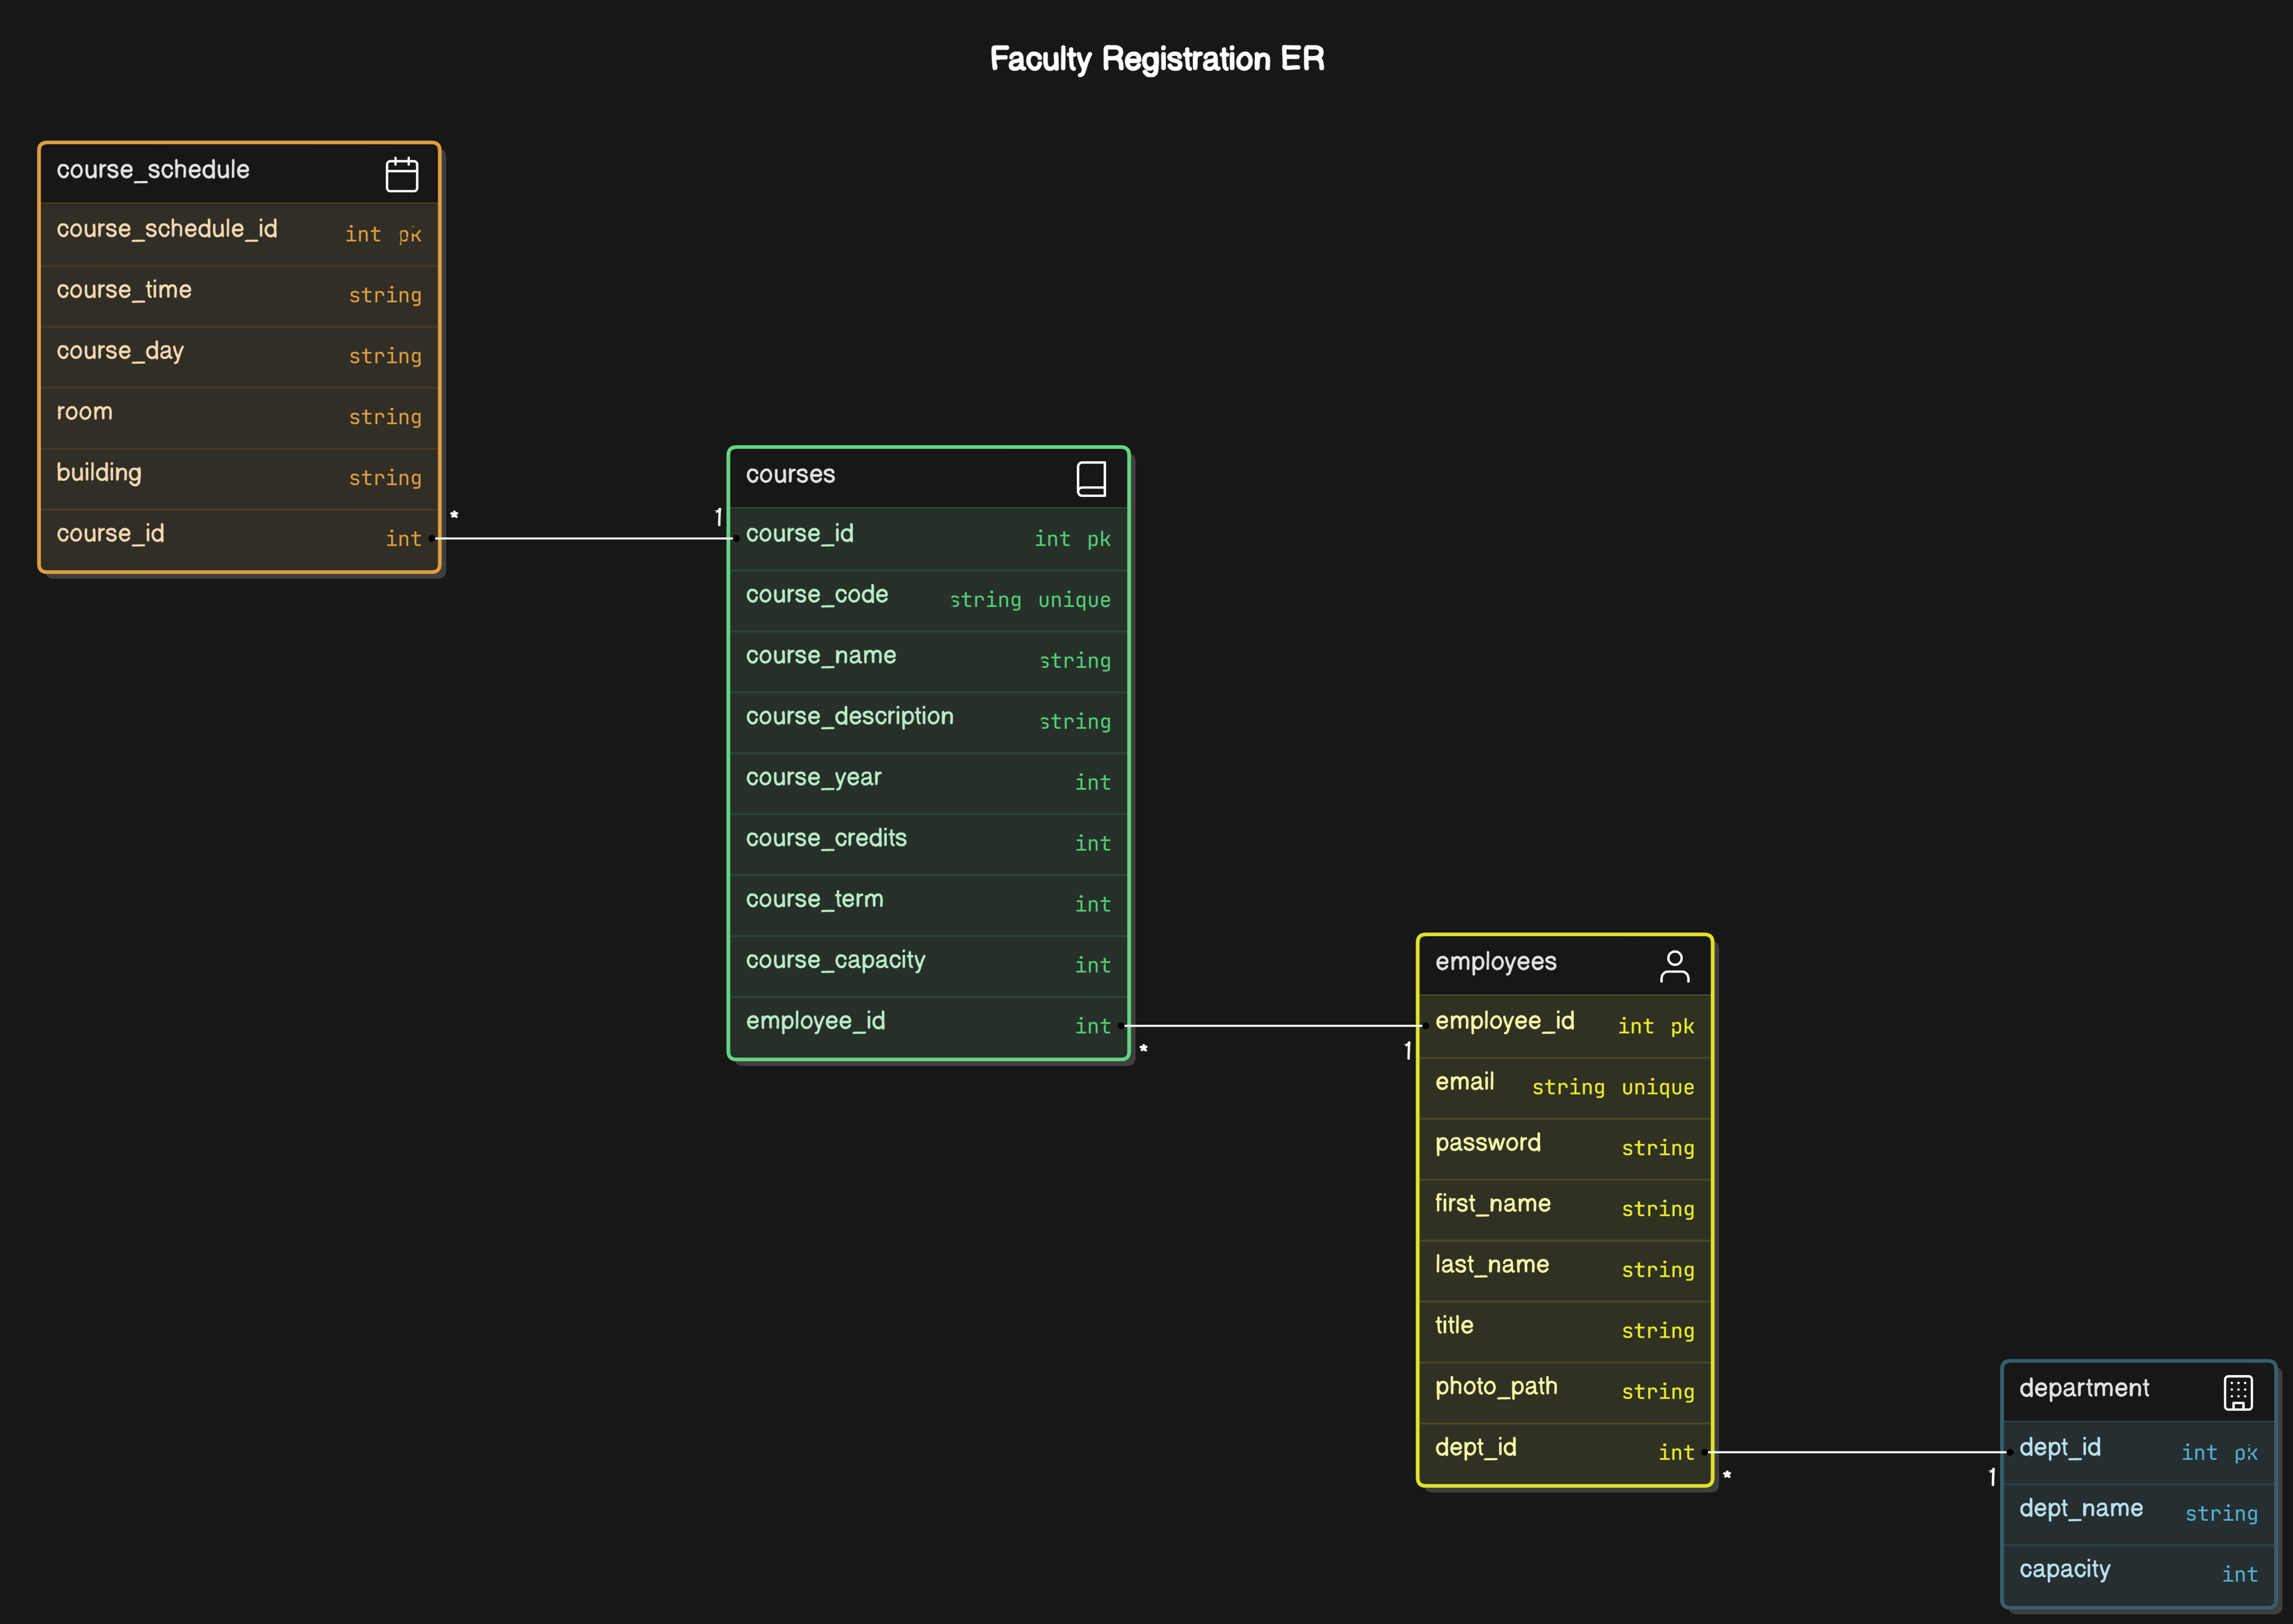 Faculty Registration ER
course_schedule
course_schedule_id int pk
course_time string
course_day string
room string
building string
course_id int
* 1
courses
course_id int pk
course_code string unique
course_name string
course_description string
course_year int
course_credits int
course_term int
course_capacity int
employee_id int
* 1
employees
employee_id int pk
email string unique
password string
first_name string
last_name string
title string
photo_path string
dept_id int
* 1
department
dept_id int pk
dept_name string
capacity int